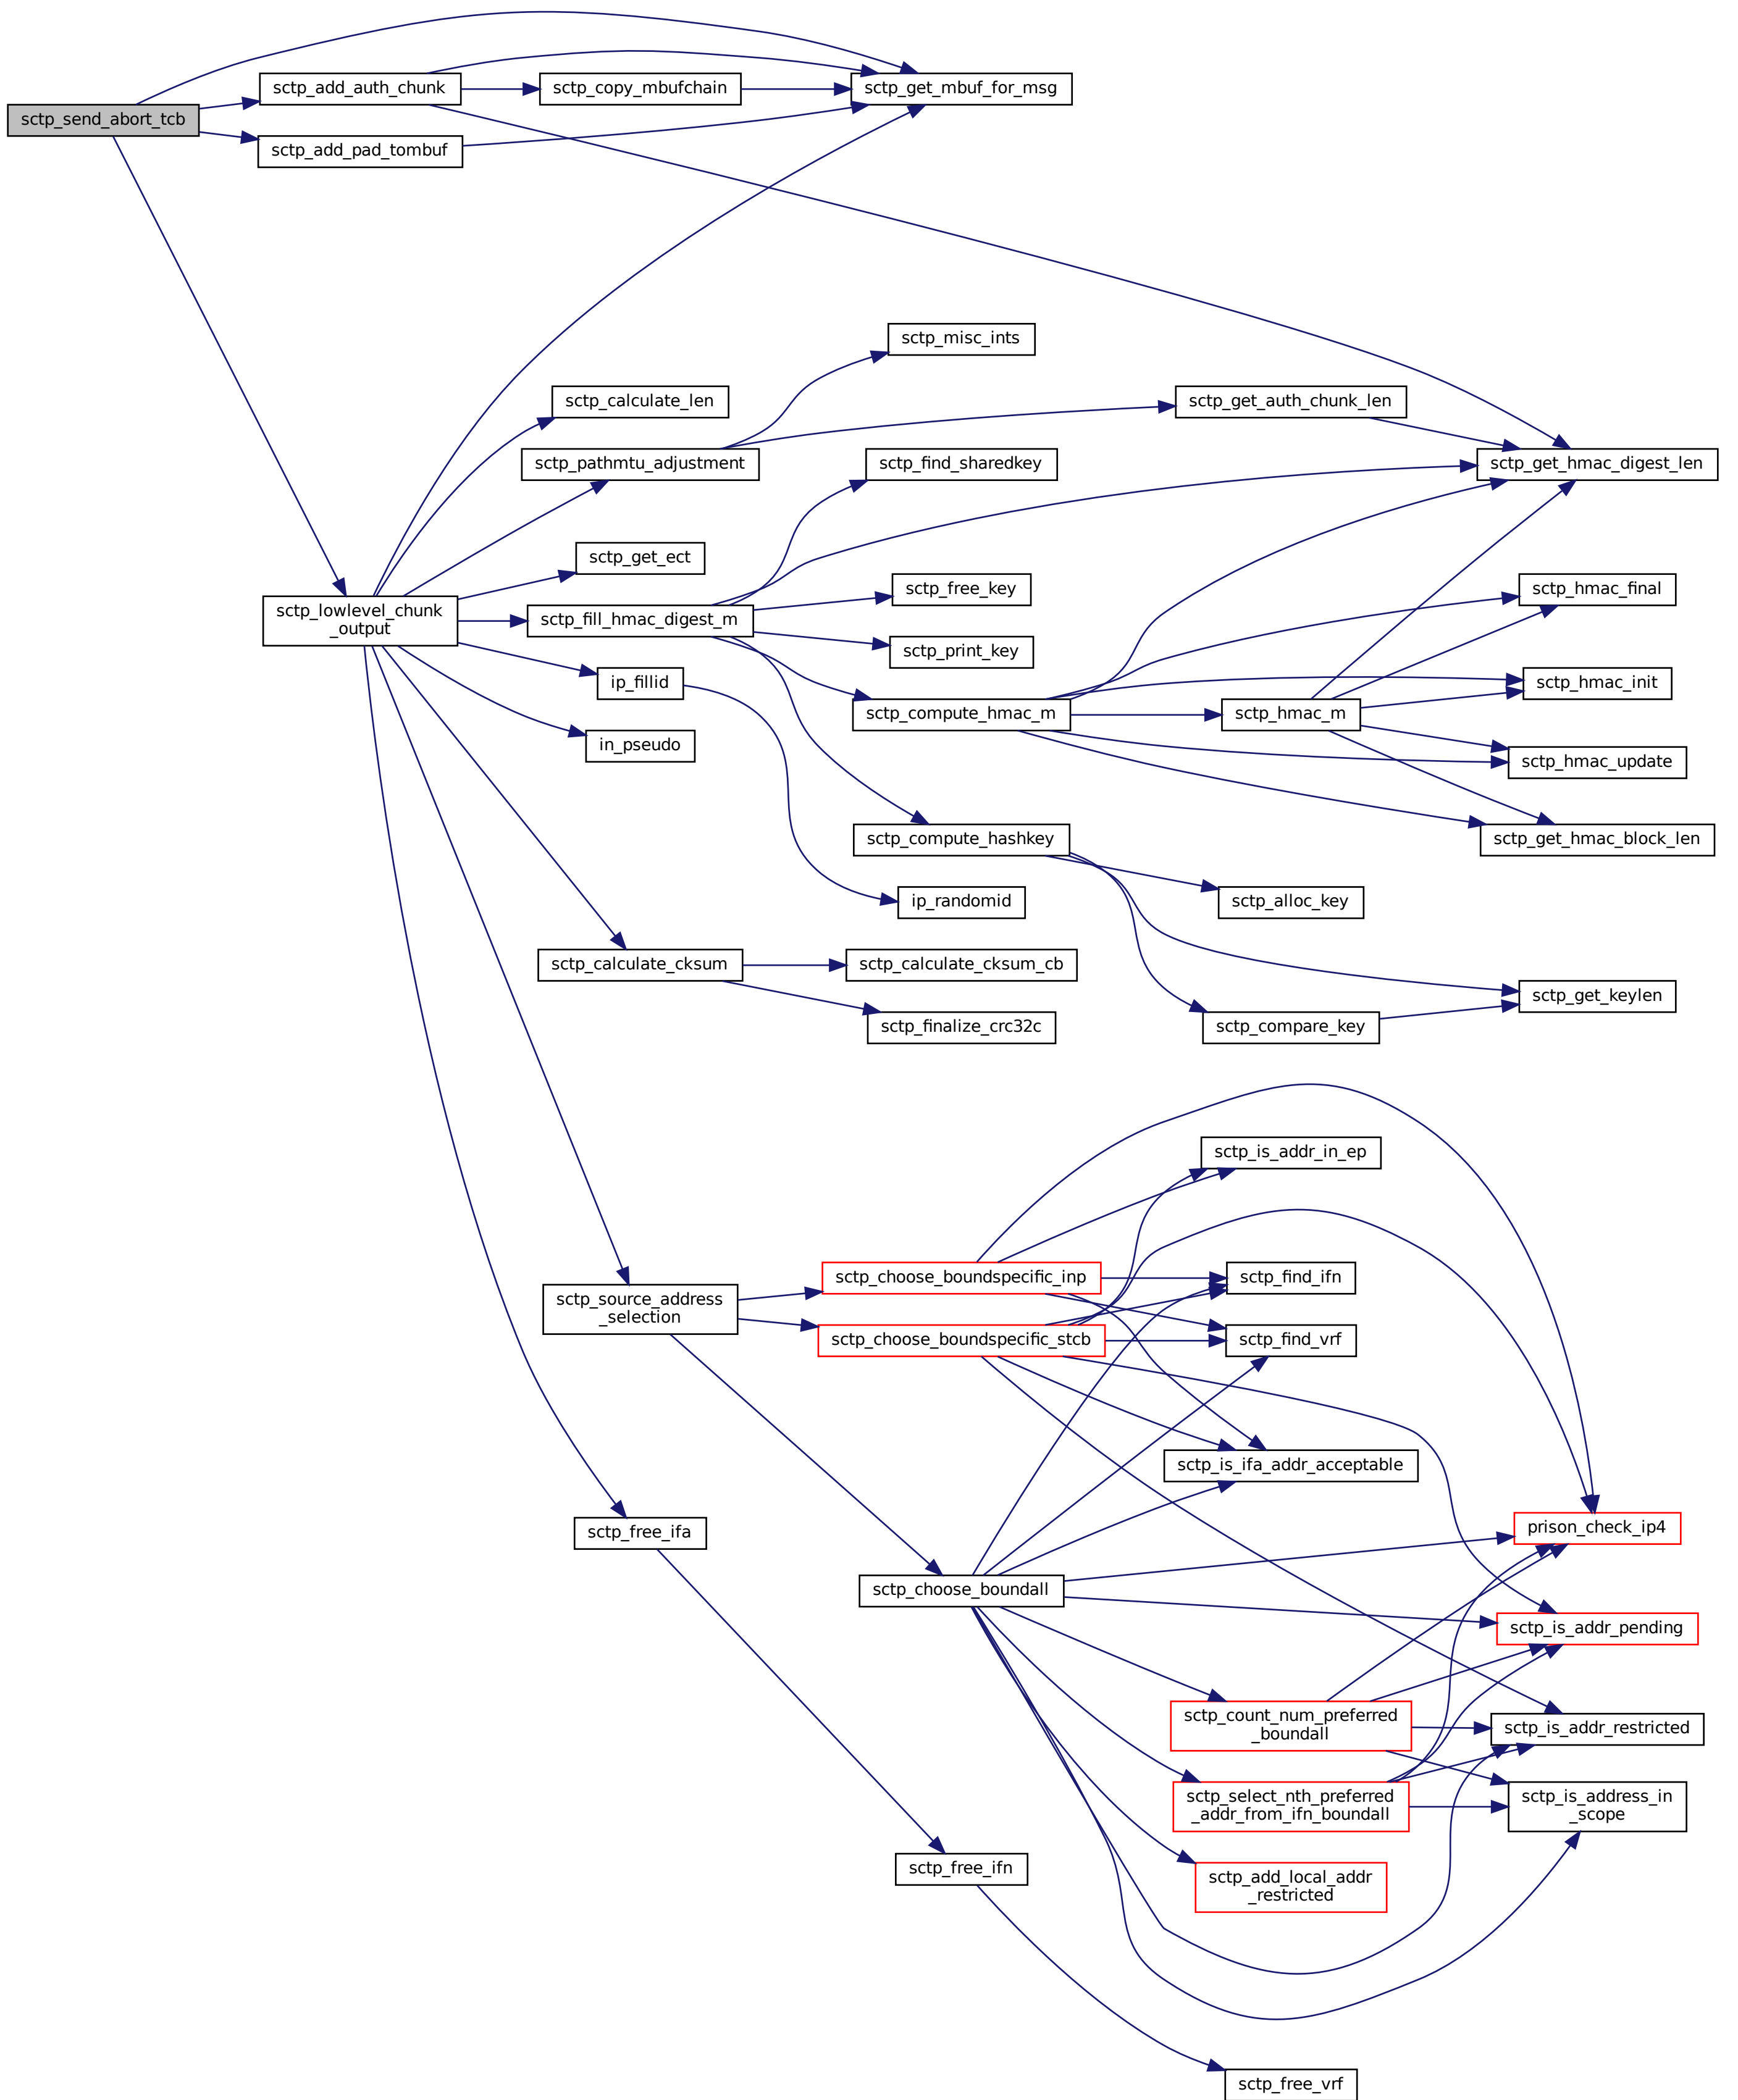 sctp_add_auth_chunk
sctp_copy_mbufchain
sctp_get_mbuf_for_msg
sctp_send_abort_tcb
sctp_add_pad_tombuf
sctp_misc_ints
sctp_calculate_len
sctp_get_auth_chunk_len
sctp_pathmtu_adjustment
sctp_find_sharedkey
sctp_get_hmac_digest_len
sctp_get_ect
sctp_free_key
sctp_hmac_final
sctp_lowlevel_chunk
_output
sctp_fill_hmac_digest_m
sctp_print_key
ip_fillid
sctp_hmac_init
sctp_compute_hmac_m
sctp_hmac_m
in_pseudo
sctp_hmac_update
sctp_compute_hashkey
sctp_get_hmac_block_len
ip_randomid
sctp_alloc_key
sctp_calculate_cksum
sctp_calculate_cksum_cb
sctp_get_keylen
sctp_finalize_crc32c
sctp_compare_key
sctp_is_addr_in_ep
sctp_choose_boundspecific_inp
sctp_find_ifn
sctp_source_address
_selection
sctp_choose_boundspecific_stcb
sctp_find_vrf
sctp_is_ifa_addr_acceptable
sctp_free_ifa
prison_check_ip4
sctp_choose_boundall
sctp_is_addr_pending
sctp_count_num_preferred
_boundall
sctp_is_addr_restricted
sctp_select_nth_preferred
_addr_from_ifn_boundall
sctp_is_address_in
_scope
sctp_free_ifn
sctp_add_local_addr
_restricted
sctp_free_vrf